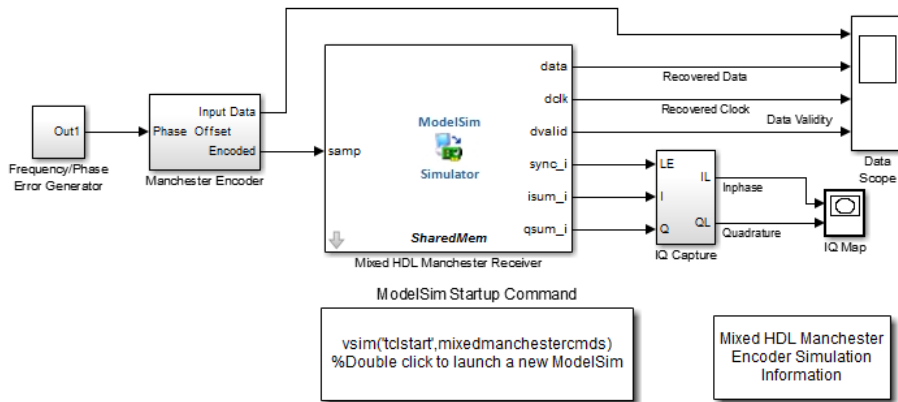 Out1
Frequency/Phase
Error Generator
Input Data
Phase Offset
Encoded
Manchester Encoder
samp
ModelSim
Simulator
data
dclk
dvalid
sync_i
isum_i
qsum_i
SharedMem
Mixed HDL Manchester Receiver
Recovered Data
Recovered Clock
Data Validity
Data
Scope
LE
I
Q
IL
QL
IQ Capture
Inphase
Quadrature
IQ Map
ModelSim Startup Command
vsim('tclstart',mixedmanchestercmds)
%Double click to launch a new ModelSim
Mixed HDL Manchester
Encoder Simulation
Information